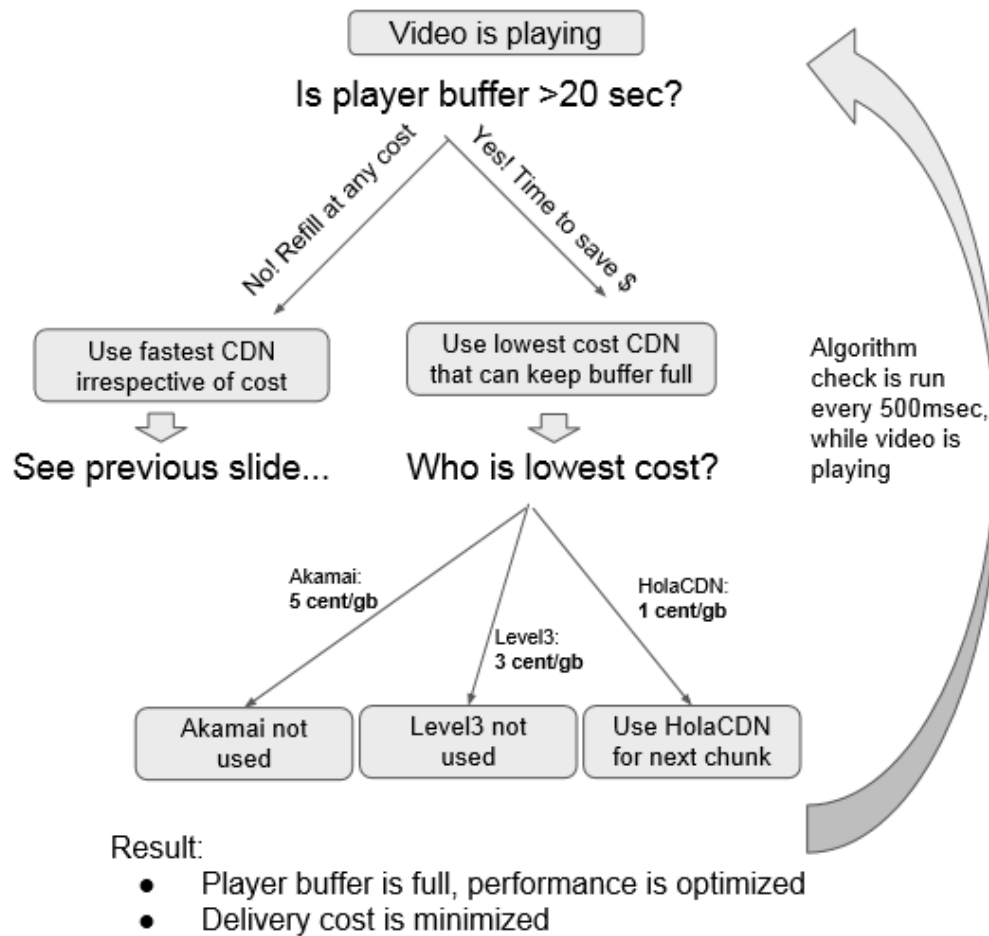 Video is playing
Is player buffer >20 sec?
No! Refill at any cost
Yes! Time to save $
Use fastest CDN
irrespective of cost
Use lowest cost CDN
that can keep buffer full
Algorithm
check is run
every 500msec,
while video is
playing
See previous slide...
Who is lowest cost?
Akamai:
5 cent/gb
Level3:
3 cent/gb
HolaCDN:
1 cent/gb
Akamai not
used
Level3 not
used
Use HolaCDN
for next chunk
Result:
● Player buffer is full, performance is optimized
● Delivery cost is minimized